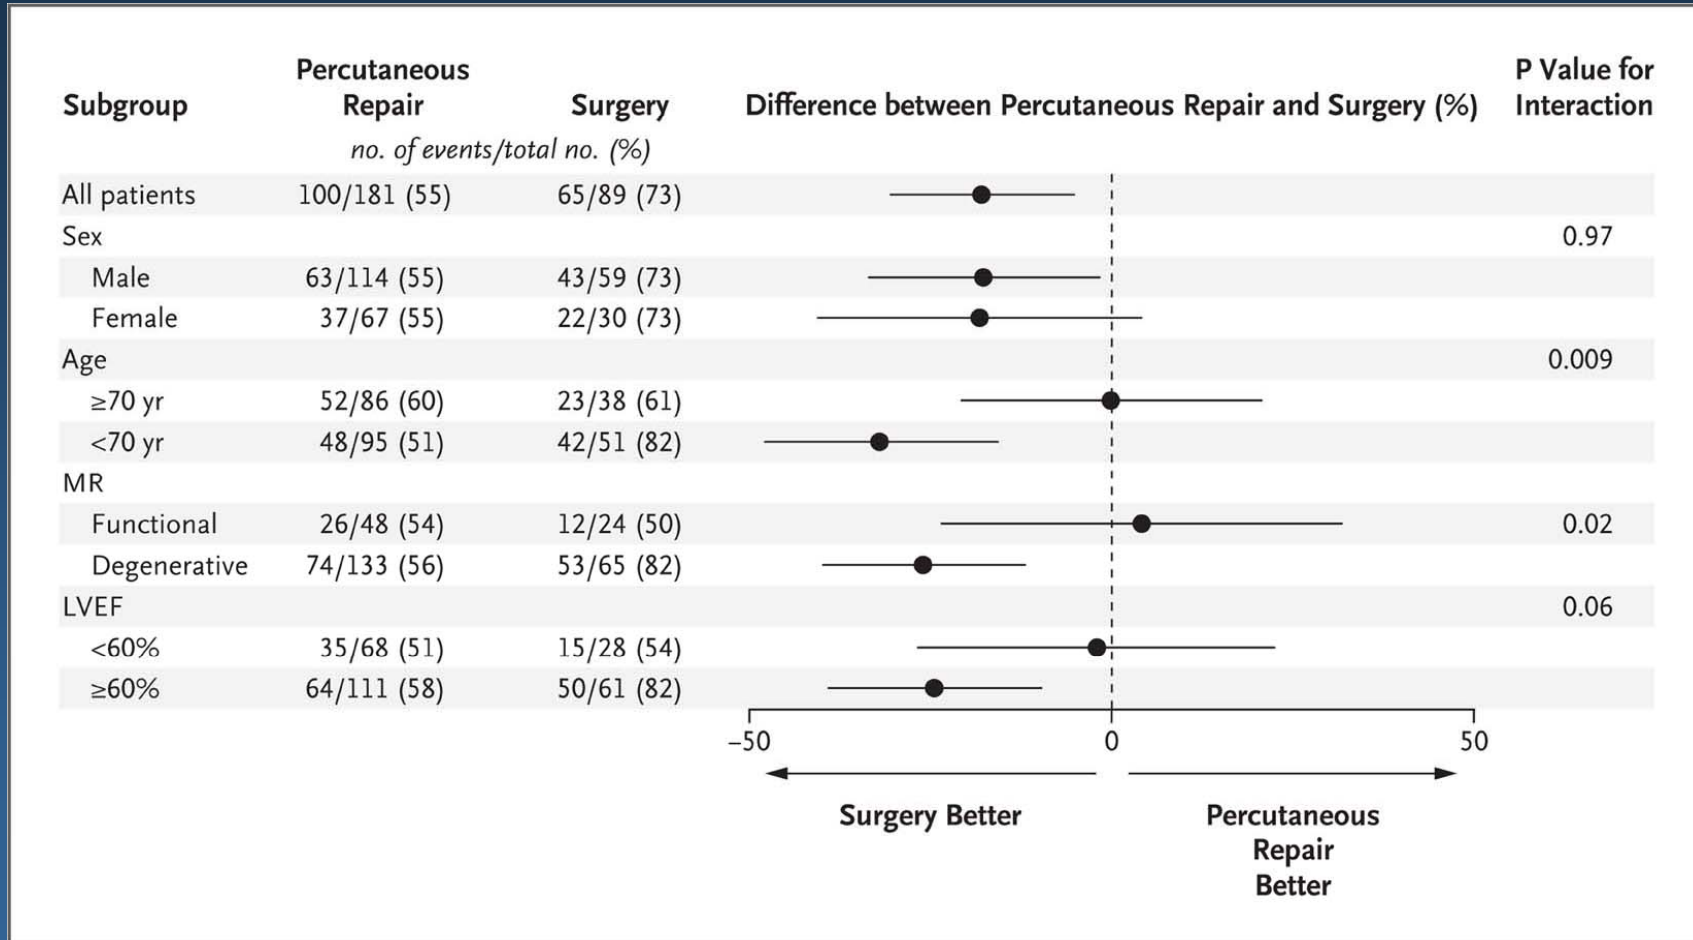 Subgroup Percutaneous Repair Surgery Difference between Percutaneous Repair and Surgery (%) P Value for Interaction
no. of events/total no. (%)
All patients 100/181 (55) 65/89 (73)
Sex 0.97
Male 63/114 (55) 43/59 (73)
Female 37/67 (55) 22/30 (73)
Age 0.009
≥70 yr 52/86 (60) 23/38 (61)
<70 yr 48/95 (51) 42/51 (82)
MR
Functional 26/48 (54) 12/24 (50) 0.02
Degenerative 74/133 (56) 53/65 (82)
LVEF 0.06
<60% 35/68 (51) 15/28 (54)
≥60% 64/111 (58) 50/61 (82)
–50 0 50
Surgery Better Percutaneous Repair Better